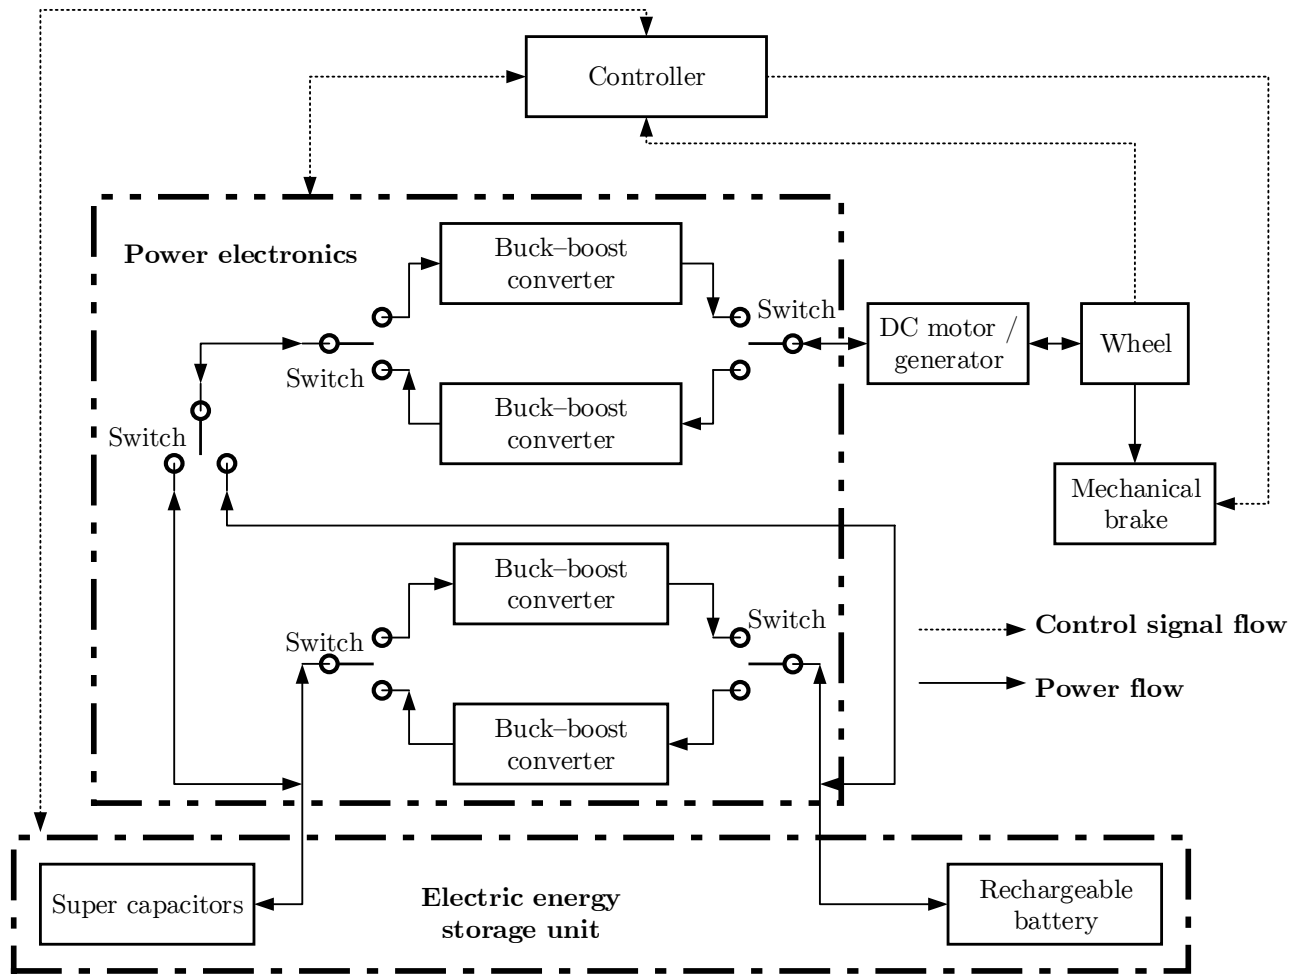 Controller
Power electronics
Buck–boost
converter
Switch
DC motor /
generator
Wheel
Switch
Buck–boost
converter
Switch
Mechanical
brake
Buck–boost
converter
Switch
Switch
Control signal flow
Power flow
Buck–boost
converter
Super capacitors
Electric energy
storage unit
Rechargeable
battery